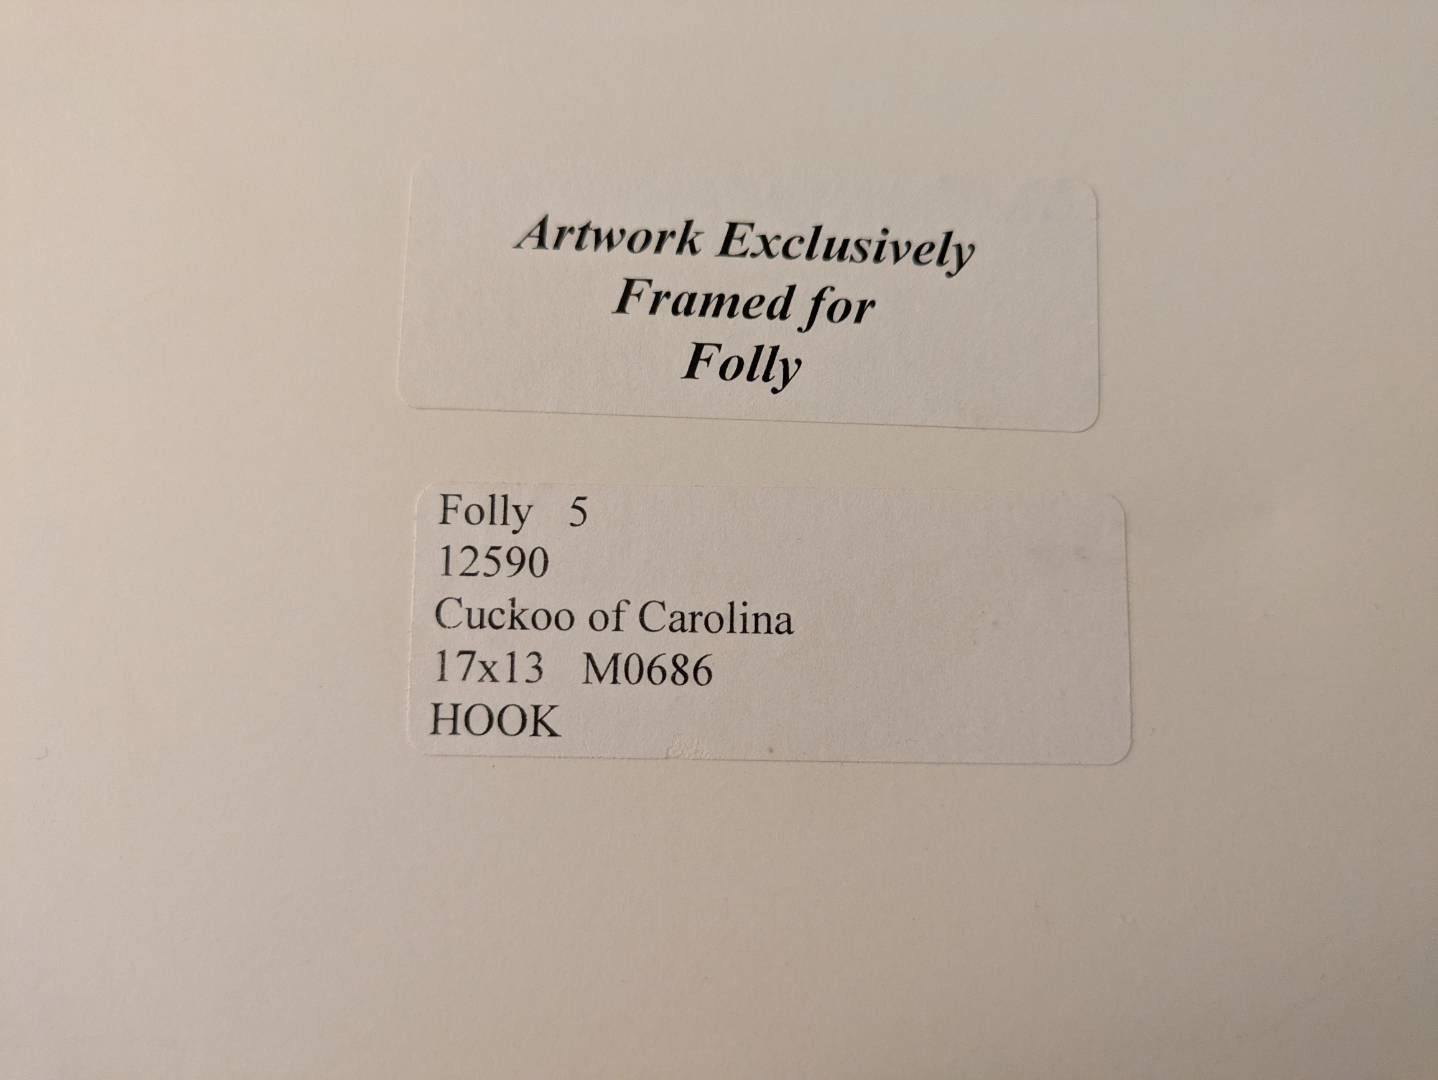 Artwork Exclusively
Framed for
Folly
Folly 5
12590
Cuckoo of Carolina
17x13 M0686
HOOK